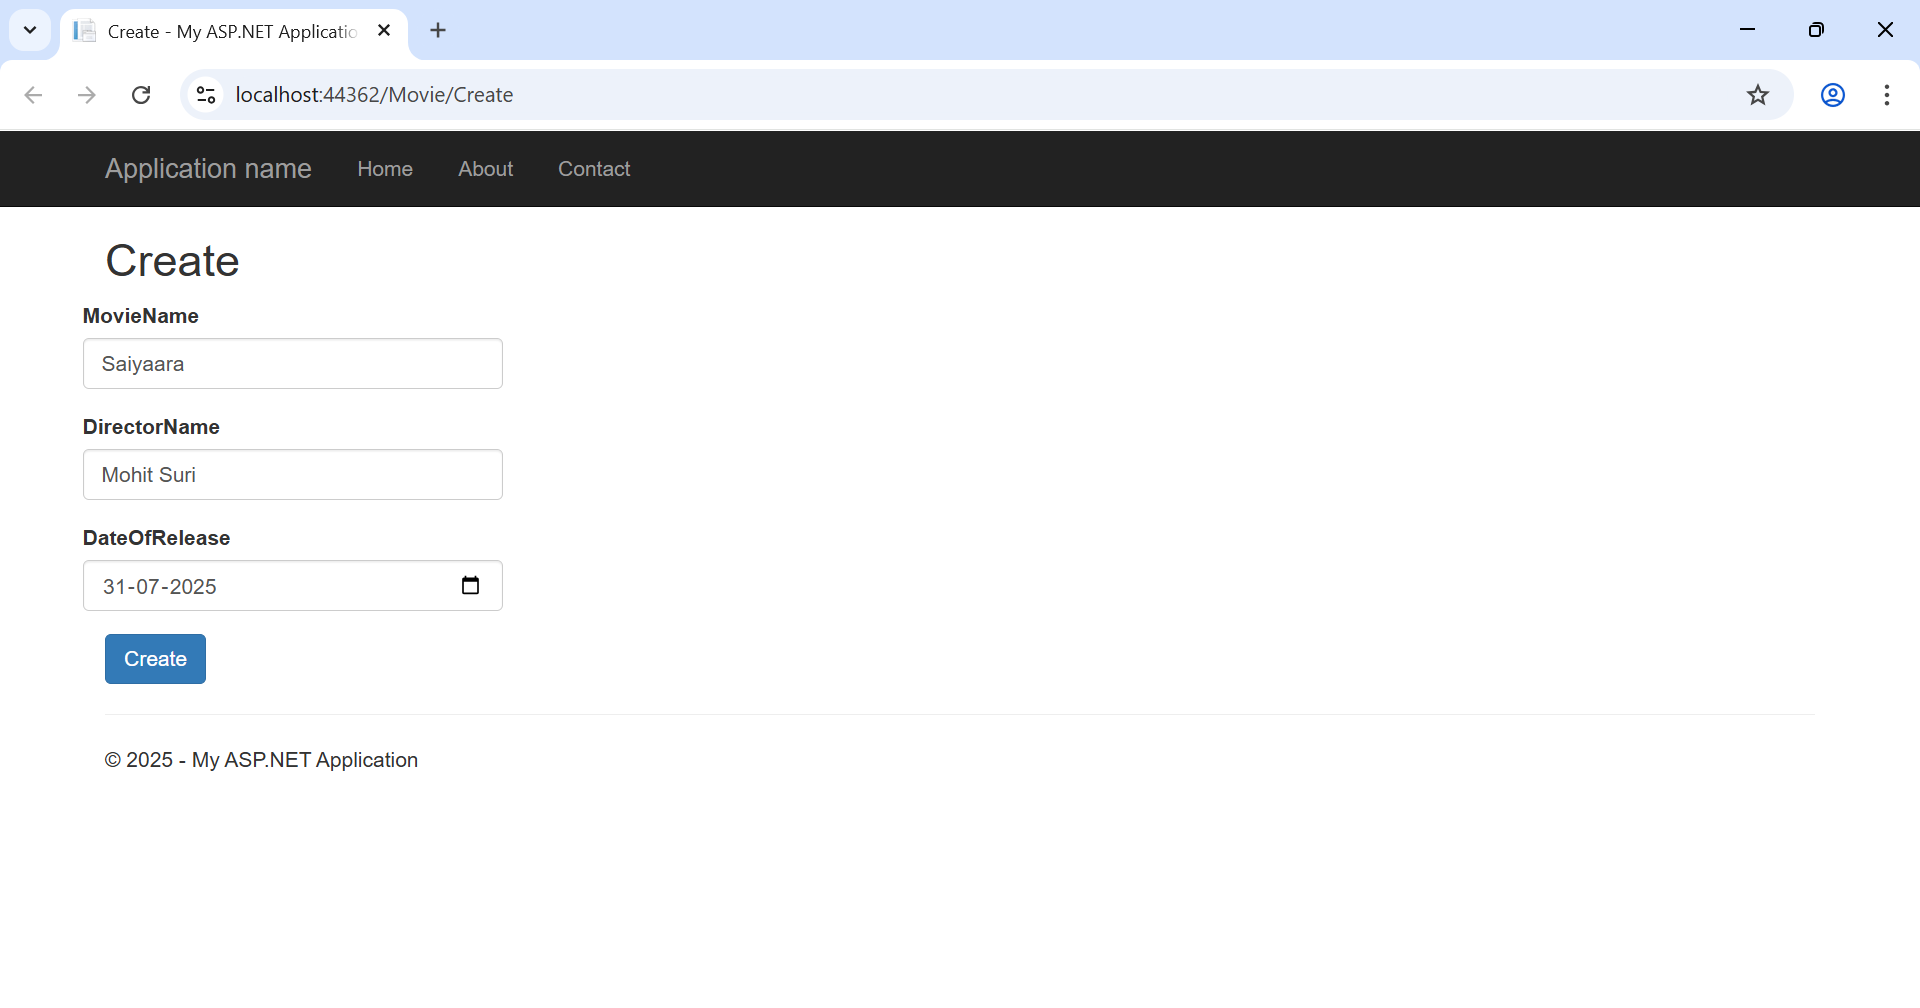 Create - My ASP.NET Applicatio
localhost:44362/Movie/Create
Application name Home About Contact
Create
MovieName
Saiyaara
DirectorName
Mohit Suri
DateOfRelease
31-07-2025
Create
© 2025 - My ASP.NET Application